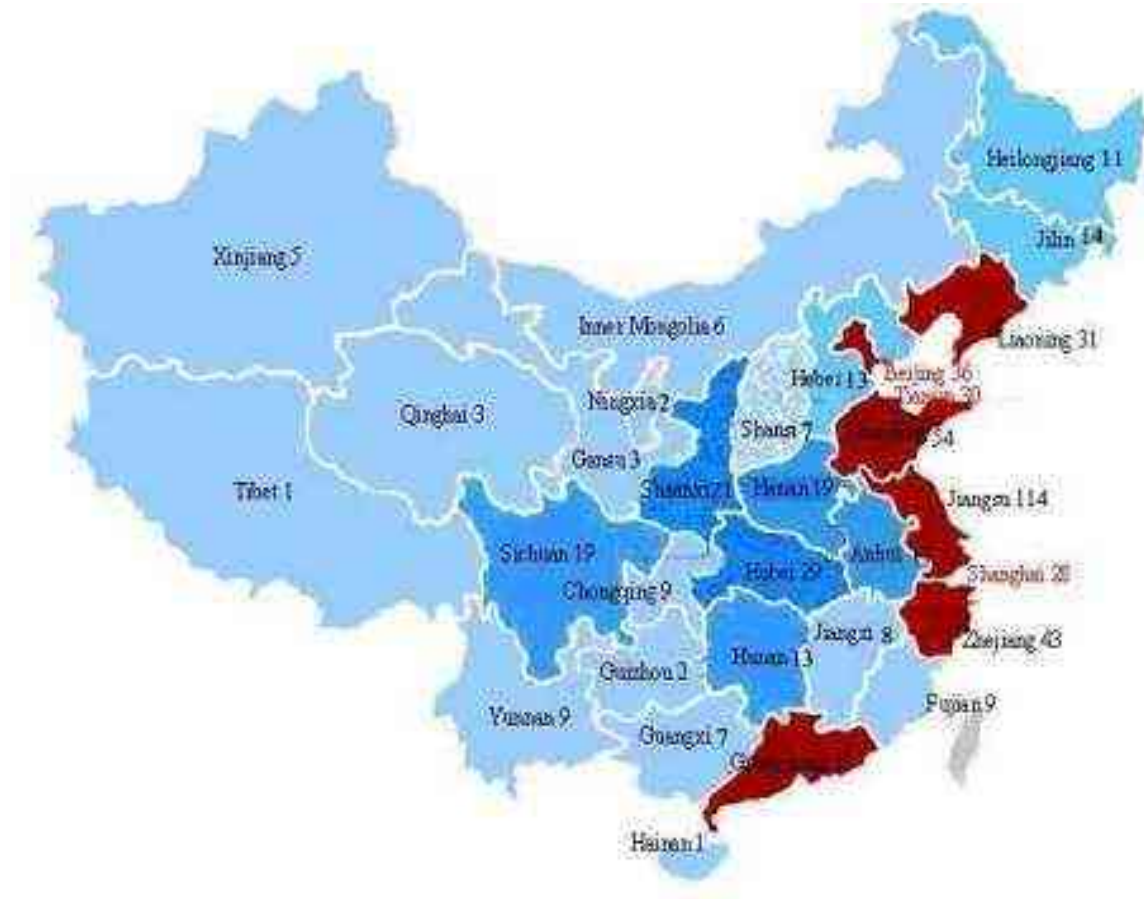 Heilongjiang 11
Jilin 14
Xinjiang 5
Inner Mongolia 6
Liaoning 31
Beijing 36
Hebei 13
Ningxia 2
Qinghai 3
Shanxi 7
54
Gansu 3
Tibet 1
Shaanxi 21
Henan 19
Jiangsu 114
Sichuan 19
Anhui
Hubei 29
Shanghai 28
Chongqing 9
Jiangxi 8
Zhejiang 43
Hunan 13
Guizhou 2
Fujian 9
Yunnan 9
Guangxi 7
Hainan 1